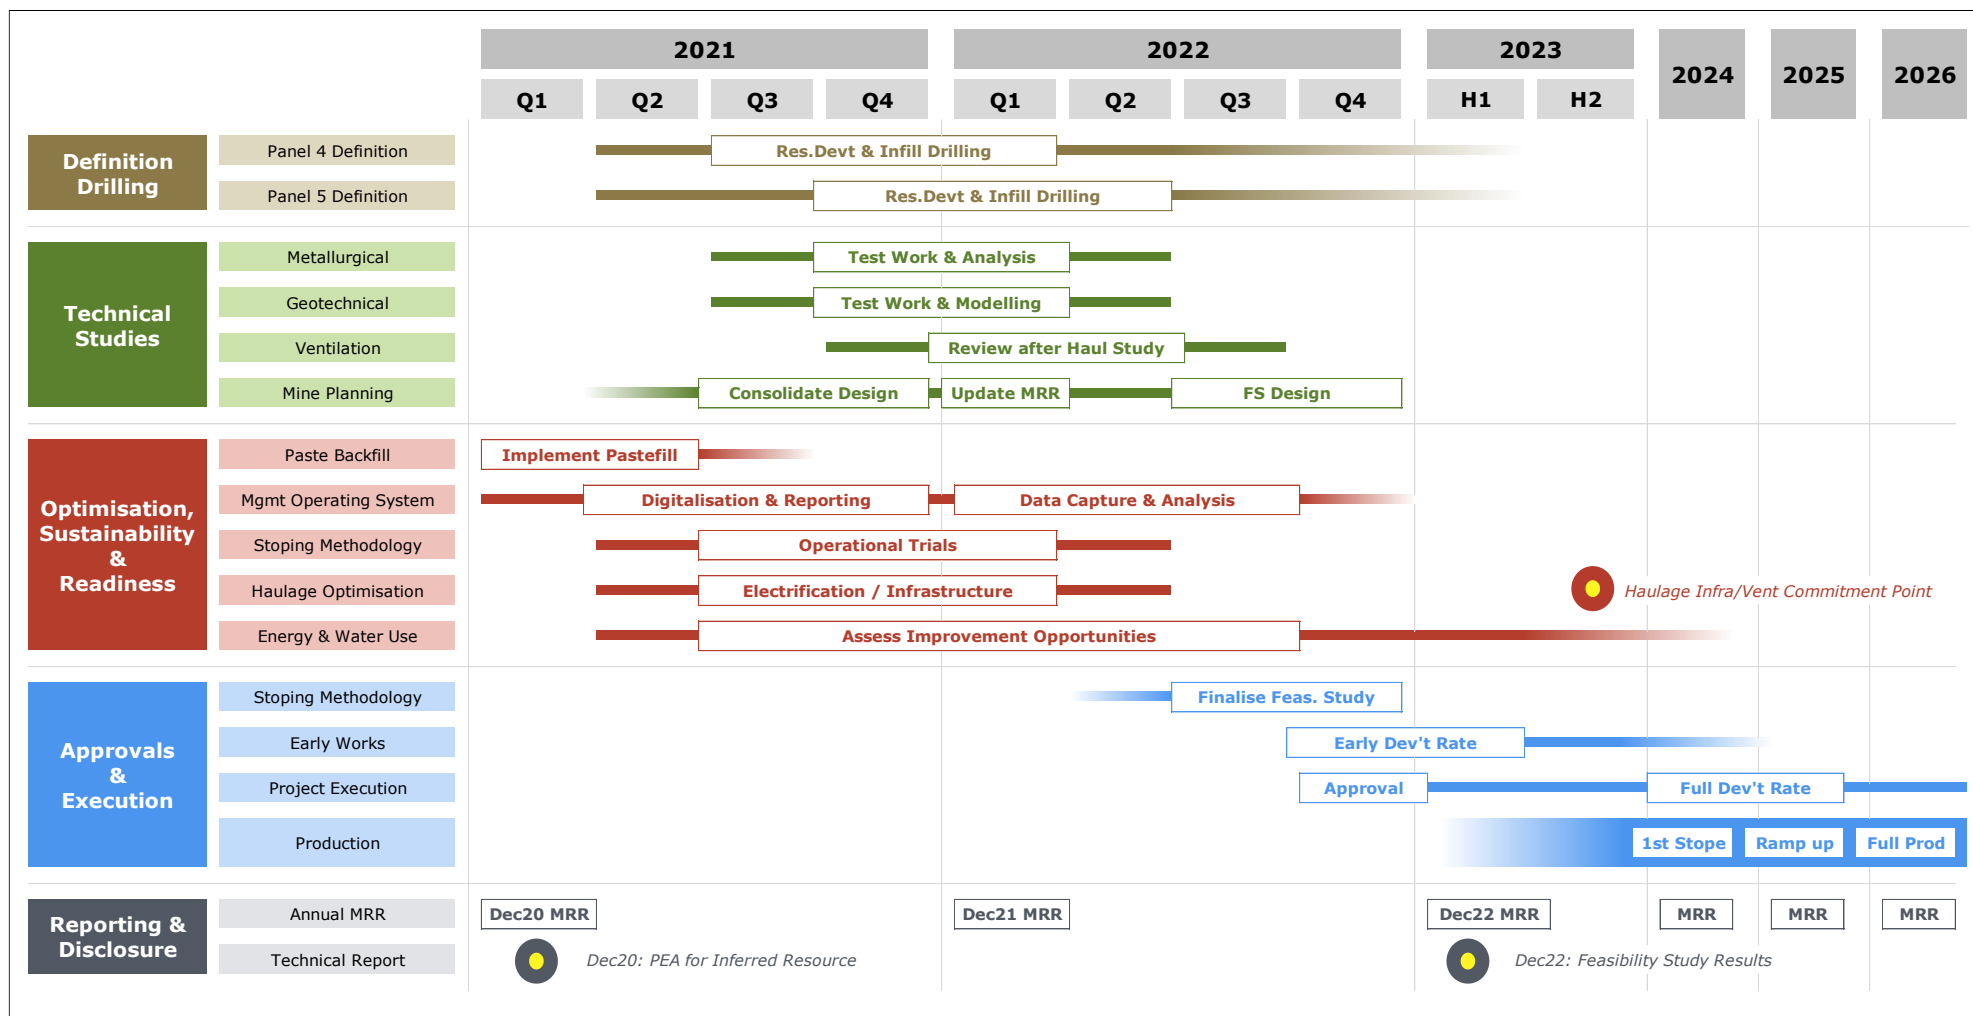 2021
2022
2023
2024
2025
2026
Q1
Q2
Q3
Q4
Q1
Q2
Q3
Q4
H1
H2
Definition
Drilling
Panel 4 Definition
Res.Devt & Infill Drilling
Panel 5 Definition
Res.Devt & Infill Drilling
Technical
Studies
Metallurgical
Test Work & Analysis
Geotechnical
Test Work & Modelling
Ventilation
Review after Haul Study
Mine Planning
Consolidate Design
Update MRR
FS Design
Optimisation,
Sustainability
&
Readiness
Paste Backfill
Implement Pastefill
Mgmt Operating System
Digitalisation & Reporting
Data Capture & Analysis
Stoping Methodology
Operational Trials
Haulage Optimisation
Electrification / Infrastructure
Haulage Infra/Vent Commitment Point
Energy & Water Use
Assess Improvement Opportunities
Approvals
&
Execution
Stoping Methodology
Finalise Feas. Study
Early Works
Early Dev't Rate
Project Execution
Approval
Full Dev't Rate
Production
1st Stope
Ramp up
Full Prod
Reporting &
Disclosure
Annual MRR
Dec20 MRR
Dec21 MRR
Dec22 MRR
MRR
MRR
MRR
Technical Report
Dec20: PEA for Inferred Resource
Dec22: Feasibility Study Results